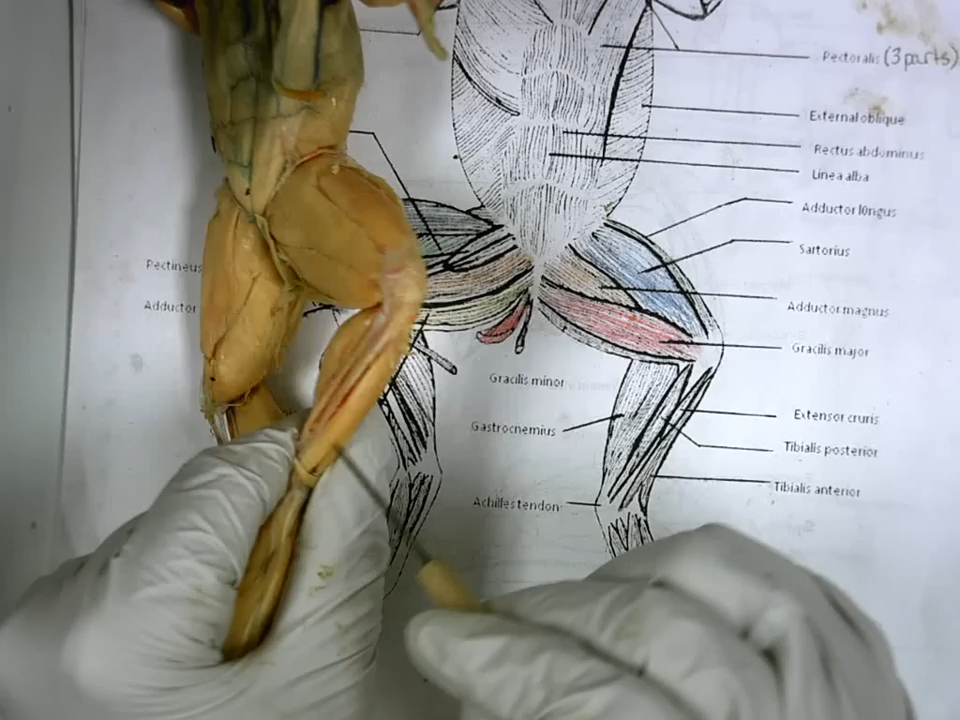 Pectoralis (3 parts)
External oblique
Rectus abdominus
Linea alba
Adductor longus
Sartorius
Pectineus
Adductor
Adductor magnus
Gracilis major
Gracilis minor
Extensor cruris
Gastrocnemius
Tibialis posterior
Tibialis anterior
Achilles tendon